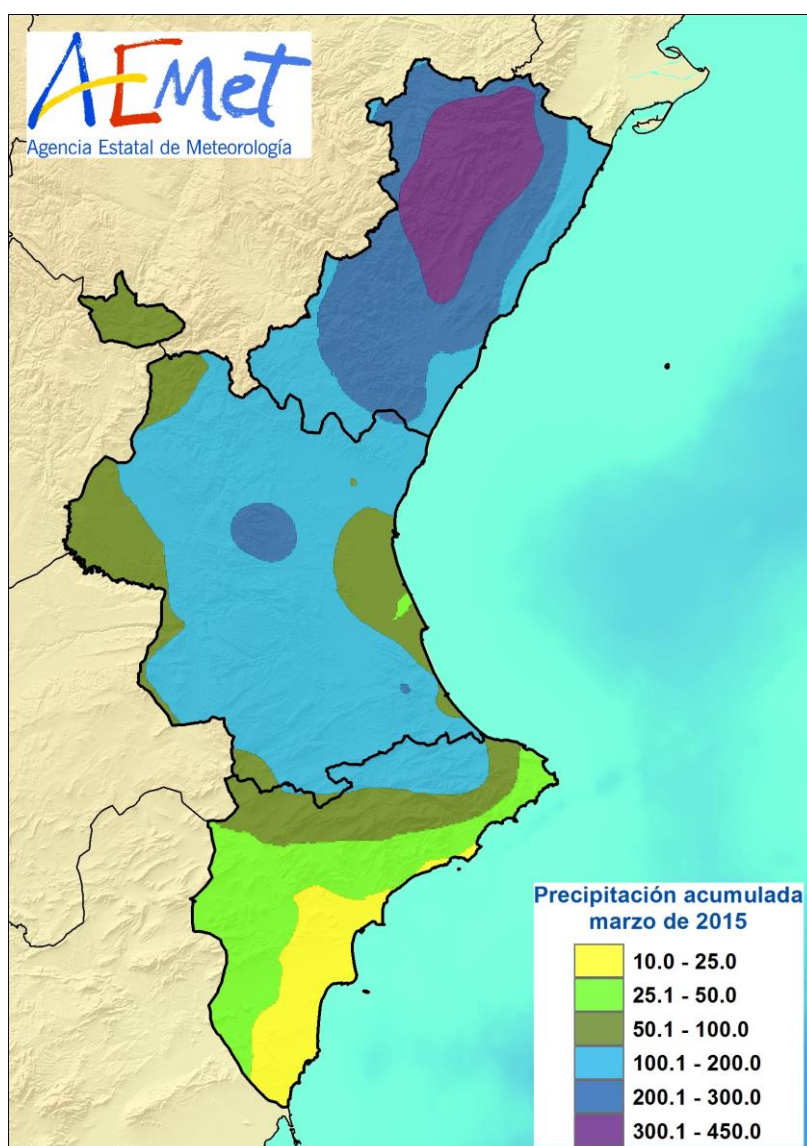 AEmet
Agencia Estatal de Meteorología
Precipitación acumulada
marzo de 2015
10.0 - 25.0
25.1 - 50.0
50.1 - 100.0
100.1 - 200.0
200.1 - 300.0
300.1 - 450.0